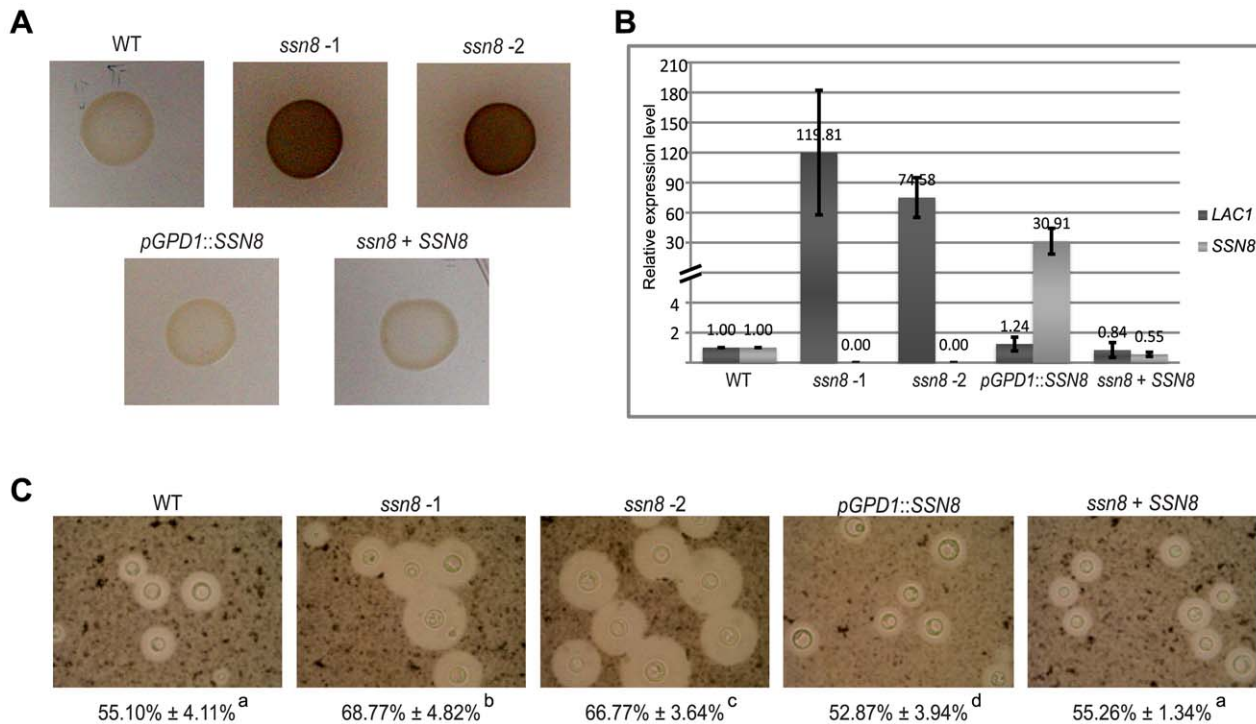 A
WT
ssn8 -1
ssn8 -2
pGPD1::SSN8
ssn8 + SSN8
B
Relative expression level
210
180
150
120
90
60
30
4
2
1.00
1.00
119.81
0.00
74.58
0.00
1.24
30.91
0.84
0.55
WT
ssn8 -1
ssn8 -2
pGPD1::SSN8
ssn8 + SSN8
LAC1
SSN8
C
WT
ssn8 -1
ssn8 -2
pGPD1::SSN8
ssn8 + SSN8
55.10% ± 4.11% a
68.77% ± 4.82% b
66.77% ± 3.64% c
52.87% ± 3.94% d
55.26% ± 1.34% a